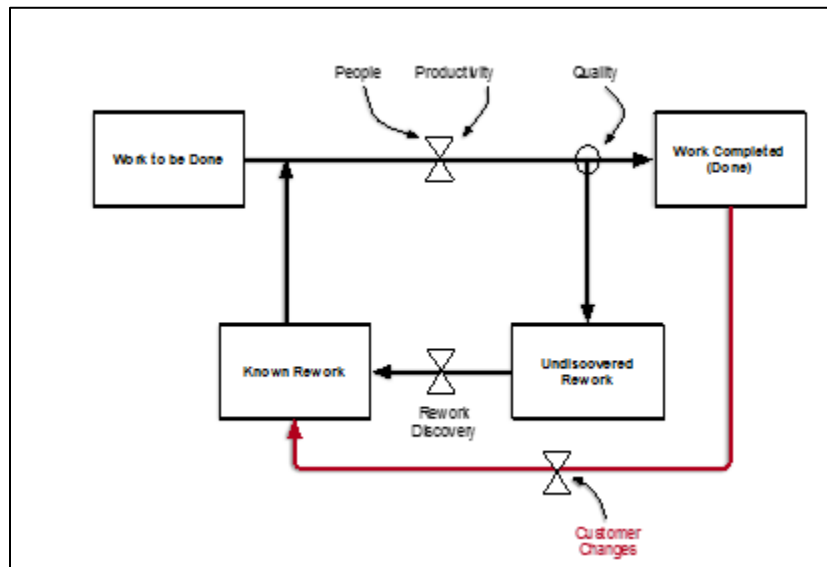 People
Productivity
Quality
Work to be Done
Work Completed
(Done)
Known Rework
Undiscovered
Rework
Rework
Discovery
Customer
Changes